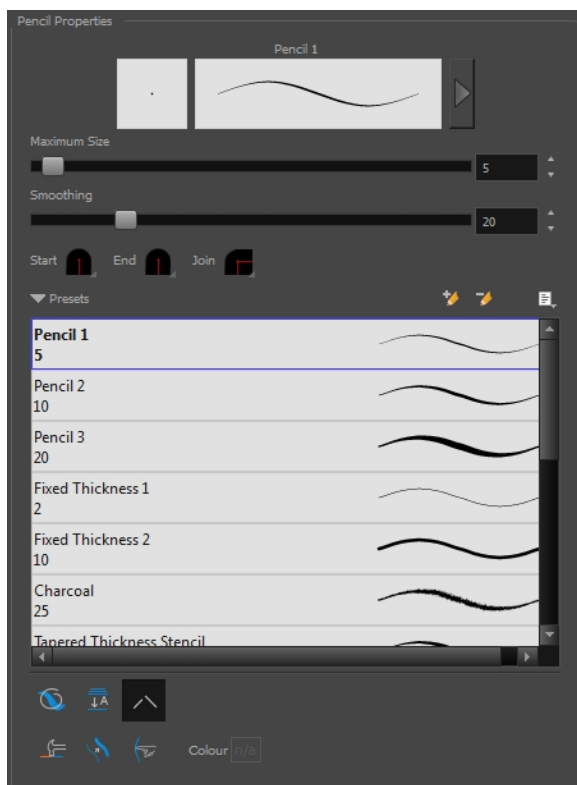 Pencil Properties
Pencil 1
Maximum Size
5
Smoothing
20
Start End Join
Presets
Pencil 1
5
Pencil 2
10
Pencil 3
20
Fixed Thickness 1
2
Fixed Thickness 2
10
Charcoal
25
Tapered Thickness Stencil
A
Colour n/a